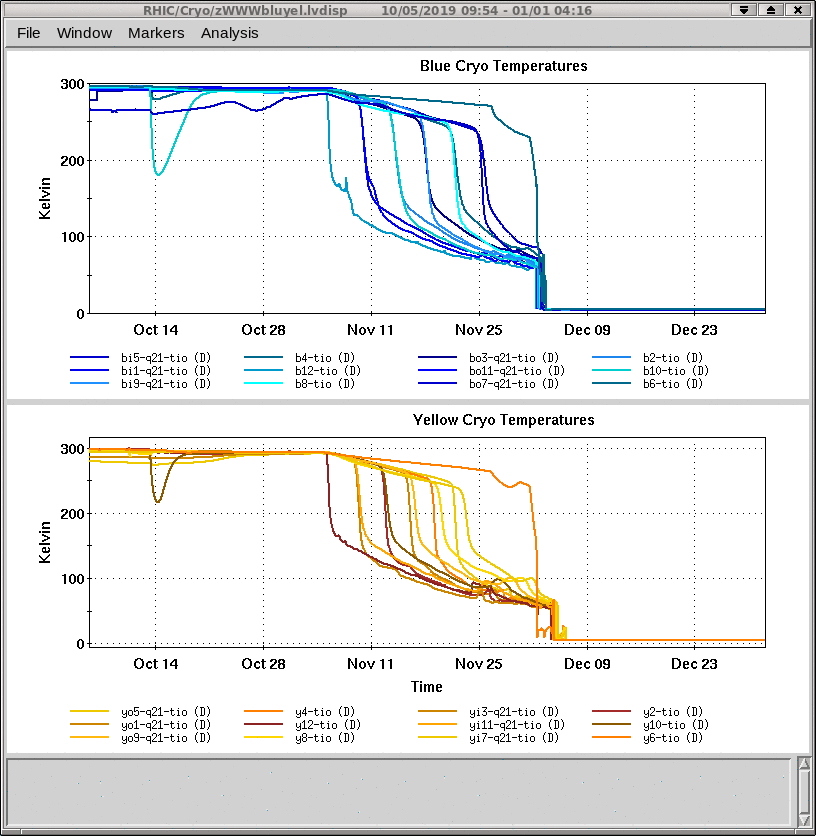 RHIC/Cryo/zWWWbluyel.lvdisp 10/05/2019 09:54 - 01/01 04:16
File Window Markers Analysis
Blue Cryo Temperatures
300
200
100
0
Kelvin
Oct 14 Oct 28 Nov 11 Nov 25 Dec 09 Dec 23
bi5-q21-tio (D) b4-tio (D) bo3-q21-tio (D) b2-tio (D)
bi1-q21-tio (D) b12-tio (D) bo11-q21-tio (D) b10-tio (D)
bi9-q21-tio (D) b8-tio (D) bo7-q21-tio (D) b6-tio (D)
Yellow Cryo Temperatures
300
200
100
0
Kelvin
Oct 14 Oct 28 Nov 11 Nov 25 Dec 09 Dec 23
Time
yo5-q21-tio (D) y4-tio (D) yi3-q21-tio (D) y2-tio (D)
yo1-q21-tio (D) y12-tio (D) yi11-q21-tio (D) y10-tio (D)
yo9-q21-tio (D) y8-tio (D) yi7-q21-tio (D) y6-tio (D)